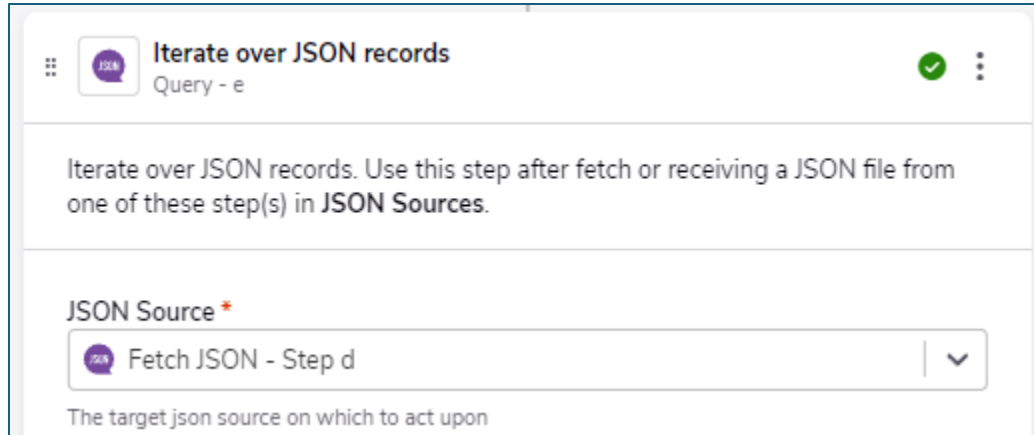 JSON
Iterate over JSON records
Query - e
Iterate over JSON records. Use this step after fetch or receiving a JSON file from
one of these step(s) in JSON Sources.
JSON Source *
JSON Fetch JSON - Step d
The target json source on which to act upon